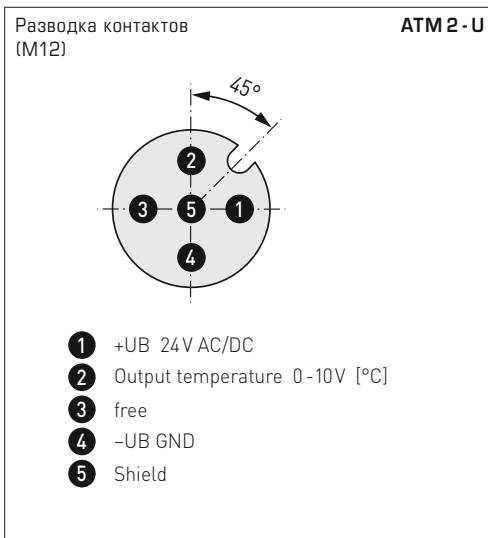 Разводка контактов
(M12)
ATM 2 - U
45°
2
3 5 1
4
1 +UB 24 V AC/DC
2 Output temperature 0 -10 V [°C]
3 free
4 –UB GND
5 Shield